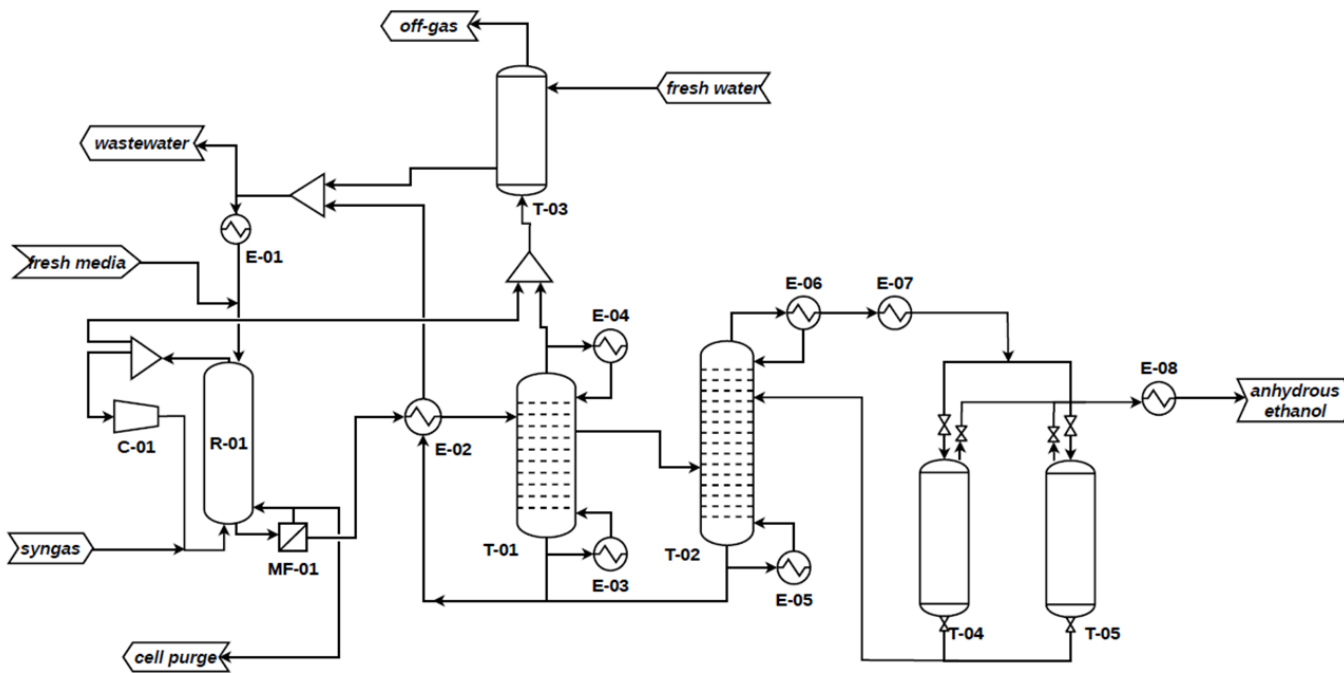 off-gas
fresh water
wastewater
T-03
E-01
fresh media
E-06
E-07
E-04
E-08
anhydrous
ethanol
C-01
R-01
E-02
syngas
MF-01
T-01
E-03
T-02
E-05
T-04
T-05
cell purge